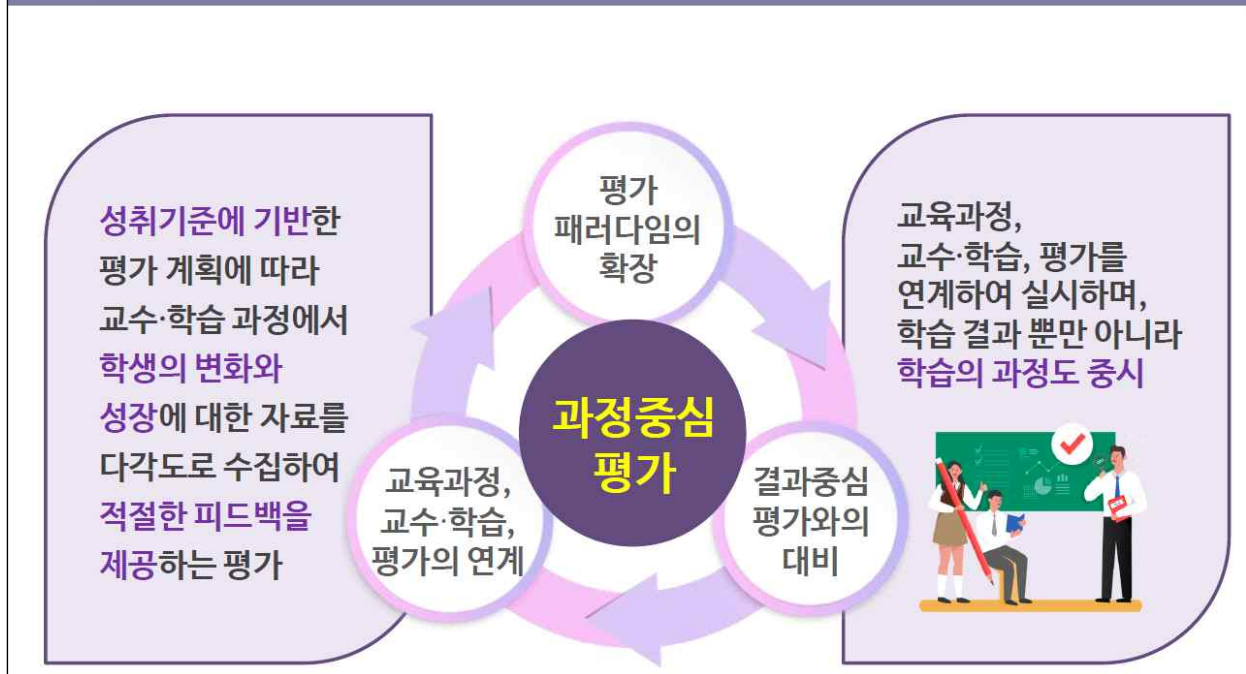 성취기준에 기반한
평가 계획에 따라
교수·학습 과정에서
학생의 변화와
성장에 대한 자료를
다각도로 수집하여
적절한 피드백을
제공하는 평가
평가
패러다임의
확장
과정중심
평가
교육과정,
교수·학습,
평가의 연계
결과중심
평가와의
대비
교육과정,
교수·학습, 평가를
연계하여 실시하며,
학습 결과 뿐만 아니라
학습의 과정도 중시